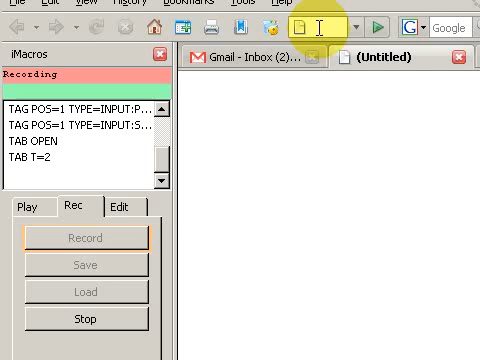 File Edit View History Bookmarks Tools Help
G Google
iMacros
Gmail - Inbox (2)... (Untitled)
Recording
TAG POS=1 TYPE=INPUT:P...
TAG POS=1 TYPE=INPUT:S...
TAB OPEN
TAB T=2
Play Rec Edit
Record
Save
Load
Stop